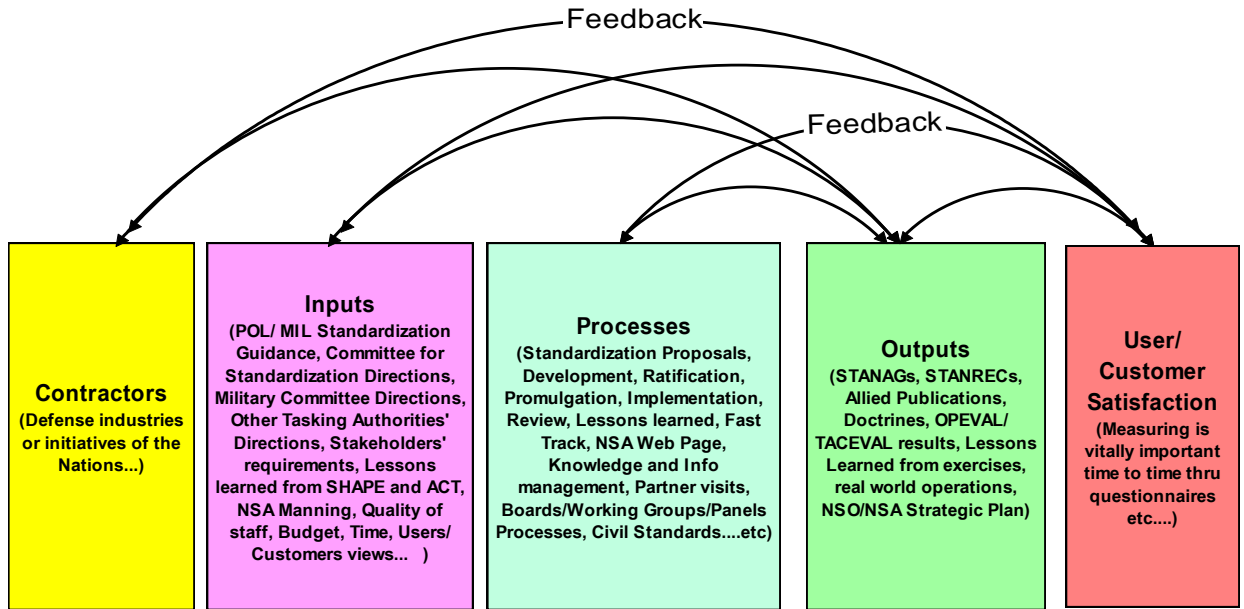 Feedback
Feedback
Contractors
(Defense industries
or initiatives of the
Nations...)
Inputs
(POL/ MIL Standardization
Guidance, Committee for
Standardization Directions,
Military Committee Directions,
Other Tasking Authorities'
Directions, Stakeholders'
requirements, Lessons
learned from SHAPE and ACT,
NSA Manning, Quality of
staff, Budget, Time, Users/
Customers views... )
Processes
(Standardization Proposals,
Development, Ratification,
Promulgation, Implementation,
Review, Lessons learned, Fast
Track, NSA Web Page,
Knowledge and Info
management, Partner visits,
Boards/Working Groups/Panels
Processes, Civil Standards....etc)
Outputs
(STANAGs, STANRECs,
Allied Publications,
Doctrines, OPEVAL/
TACEVAL results, Lessons
Learned from exercises,
real world operations,
NSO/NSA Strategic Plan)
User/
Customer
Satisfaction
(Measuring is
vitally important
time to time thru
questionnaires
etc....)